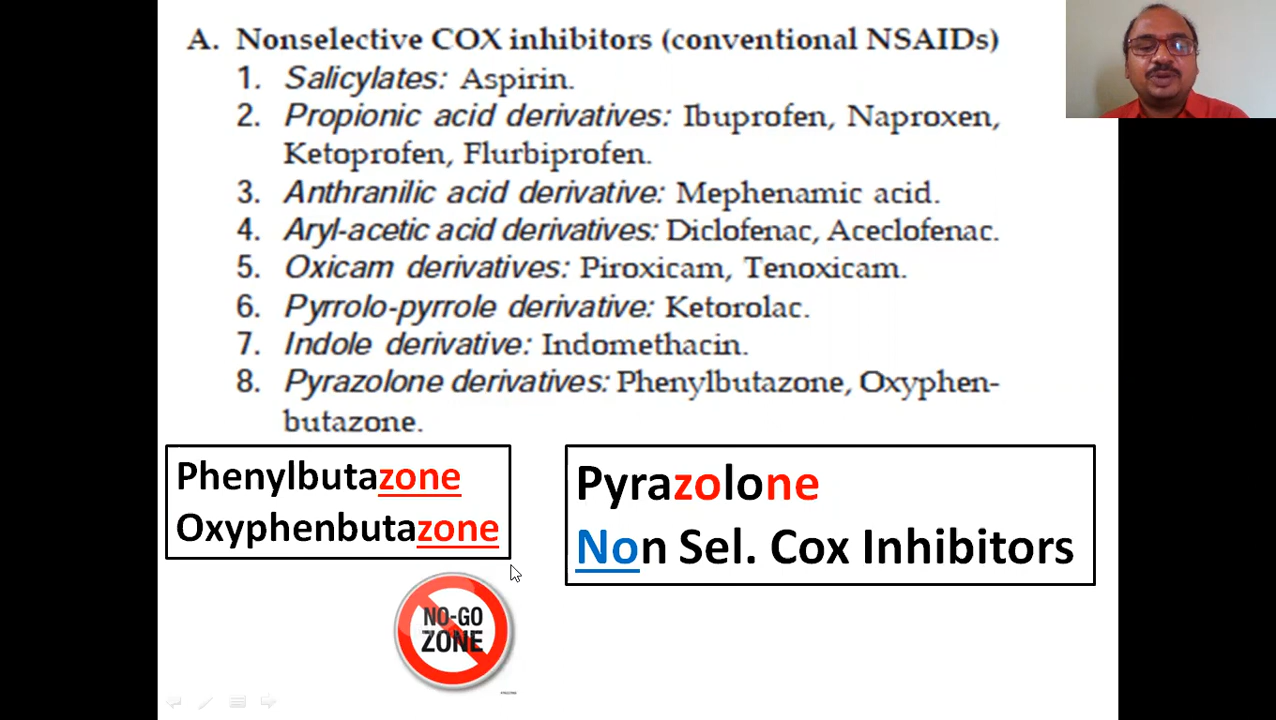 A. Nonselective COX inhibitors (conventional NSAIDs)
1. Salicylates: Aspirin.
2. Propionic acid derivatives: Ibuprofen, Naproxen,
Ketoprofen, Flurbiprofen.
3. Anthranilic acid derivative: Mephenamic acid.
4. Aryl-acetic acid derivatives: Diclofenac, Aceclofenac.
5. Oxicam derivatives: Piroxicam, Tenoxicam.
6. Pyrrolo-pyrrole derivative: Ketorolac.
7. Indole derivative: Indomethacin.
8. Pyrazolone derivatives: Phenylbutazone, Oxyphen-
butazone.
Phenylbutazone
Oxyphenbutazone
Pyrazolone
Non Sel. Cox Inhibitors
NO-GO
ZONE